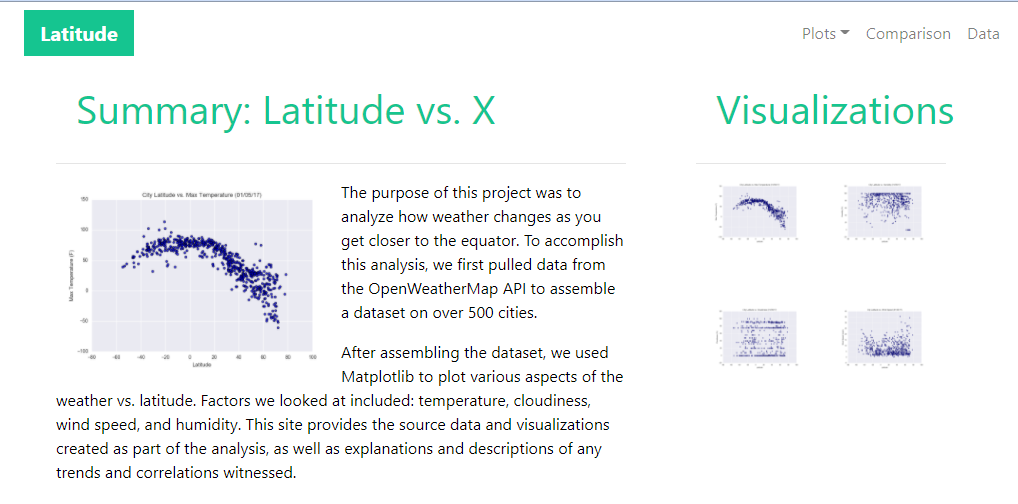 Latitude
Plots Comparison Data
Summary: Latitude vs. X
Visualizations
City Latitude vs. Max Temperature (01/05/17)
Max Temperature (F)
150
100
50
0
-50
-100
-80 -60 -40 -20 0 20 40 60 80 100
Latitude
The purpose of this project was to
analyze how weather changes as you
get closer to the equator. To accomplish
this analysis, we first pulled data from
the OpenWeatherMap API to assemble
a dataset on over 500 cities.
After assembling the dataset, we used
Matplotlib to plot various aspects of the
weather vs. latitude. Factors we looked at included: temperature, cloudiness,
wind speed, and humidity. This site provides the source data and visualizations
created as part of the analysis, as well as explanations and descriptions of any
trends and correlations witnessed.